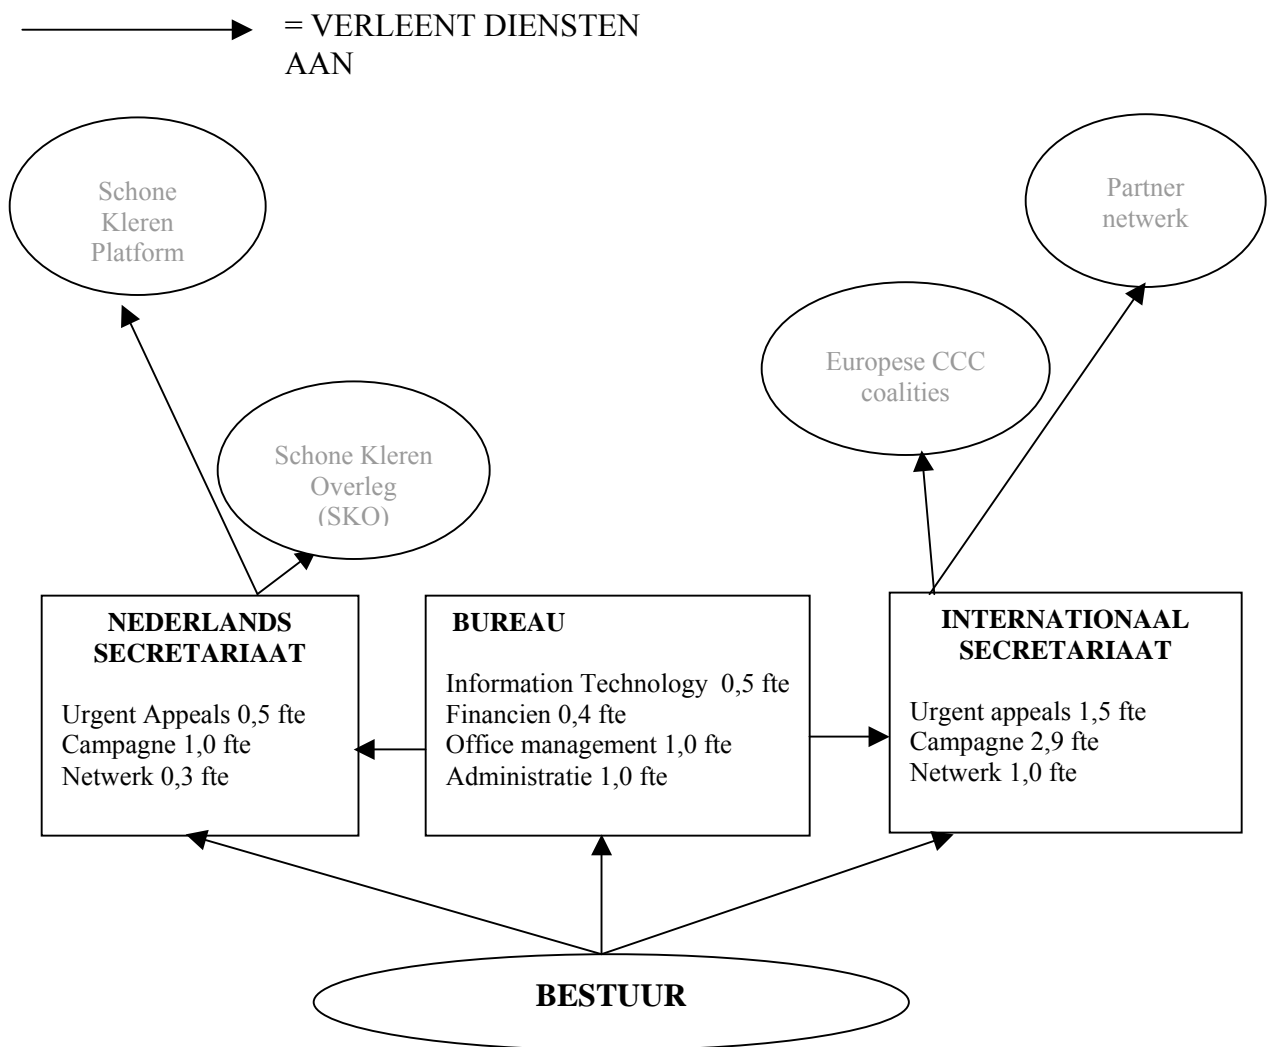 = VERLEENT DIENSTEN
AAN
Schone
Kleren
Platform
Partner
netwerk
Europese CCC
coalities
Schone Kleren
Overleg
(SKO)
NEDERLANDS
SECRETARIAAT
Urgent Appeals 0,5 fte
Campagne 1,0 fte
Netwerk 0,3 fte
BUREAU
Information Technology 0,5 fte
Financien 0,4 fte
Office management 1,0 fte
Administratie 1,0 fte
INTERNATIONAAL
SECRETARIAAT
Urgent appeals 1,5 fte
Campagne 2,9 fte
Netwerk 1,0 fte
BESTUUR